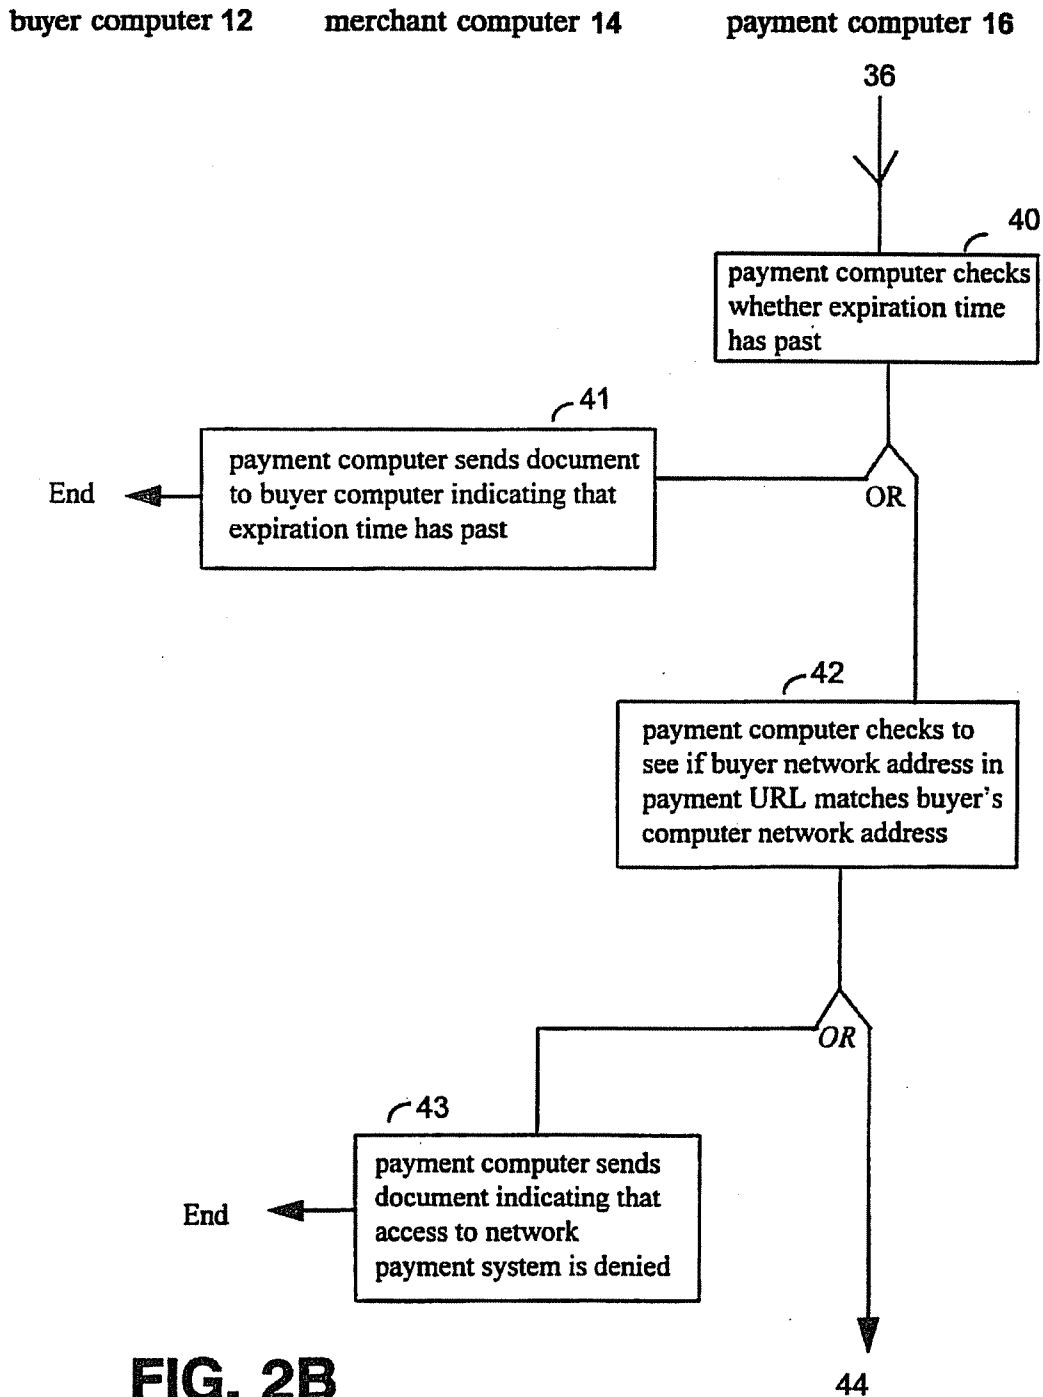 buyer computer 12 merchant computer 14 payment computer 16
36
40
payment computer checks
whether expiration time
has past
41
payment computer sends document
to buyer computer indicating that
expiration time has past
End
OR
42
payment computer checks to
see if buyer network address in
payment URL matches buyer's
computer network address
OR
43
payment computer sends
document indicating that
access to network
payment system is denied
End
44
FIG. 2B